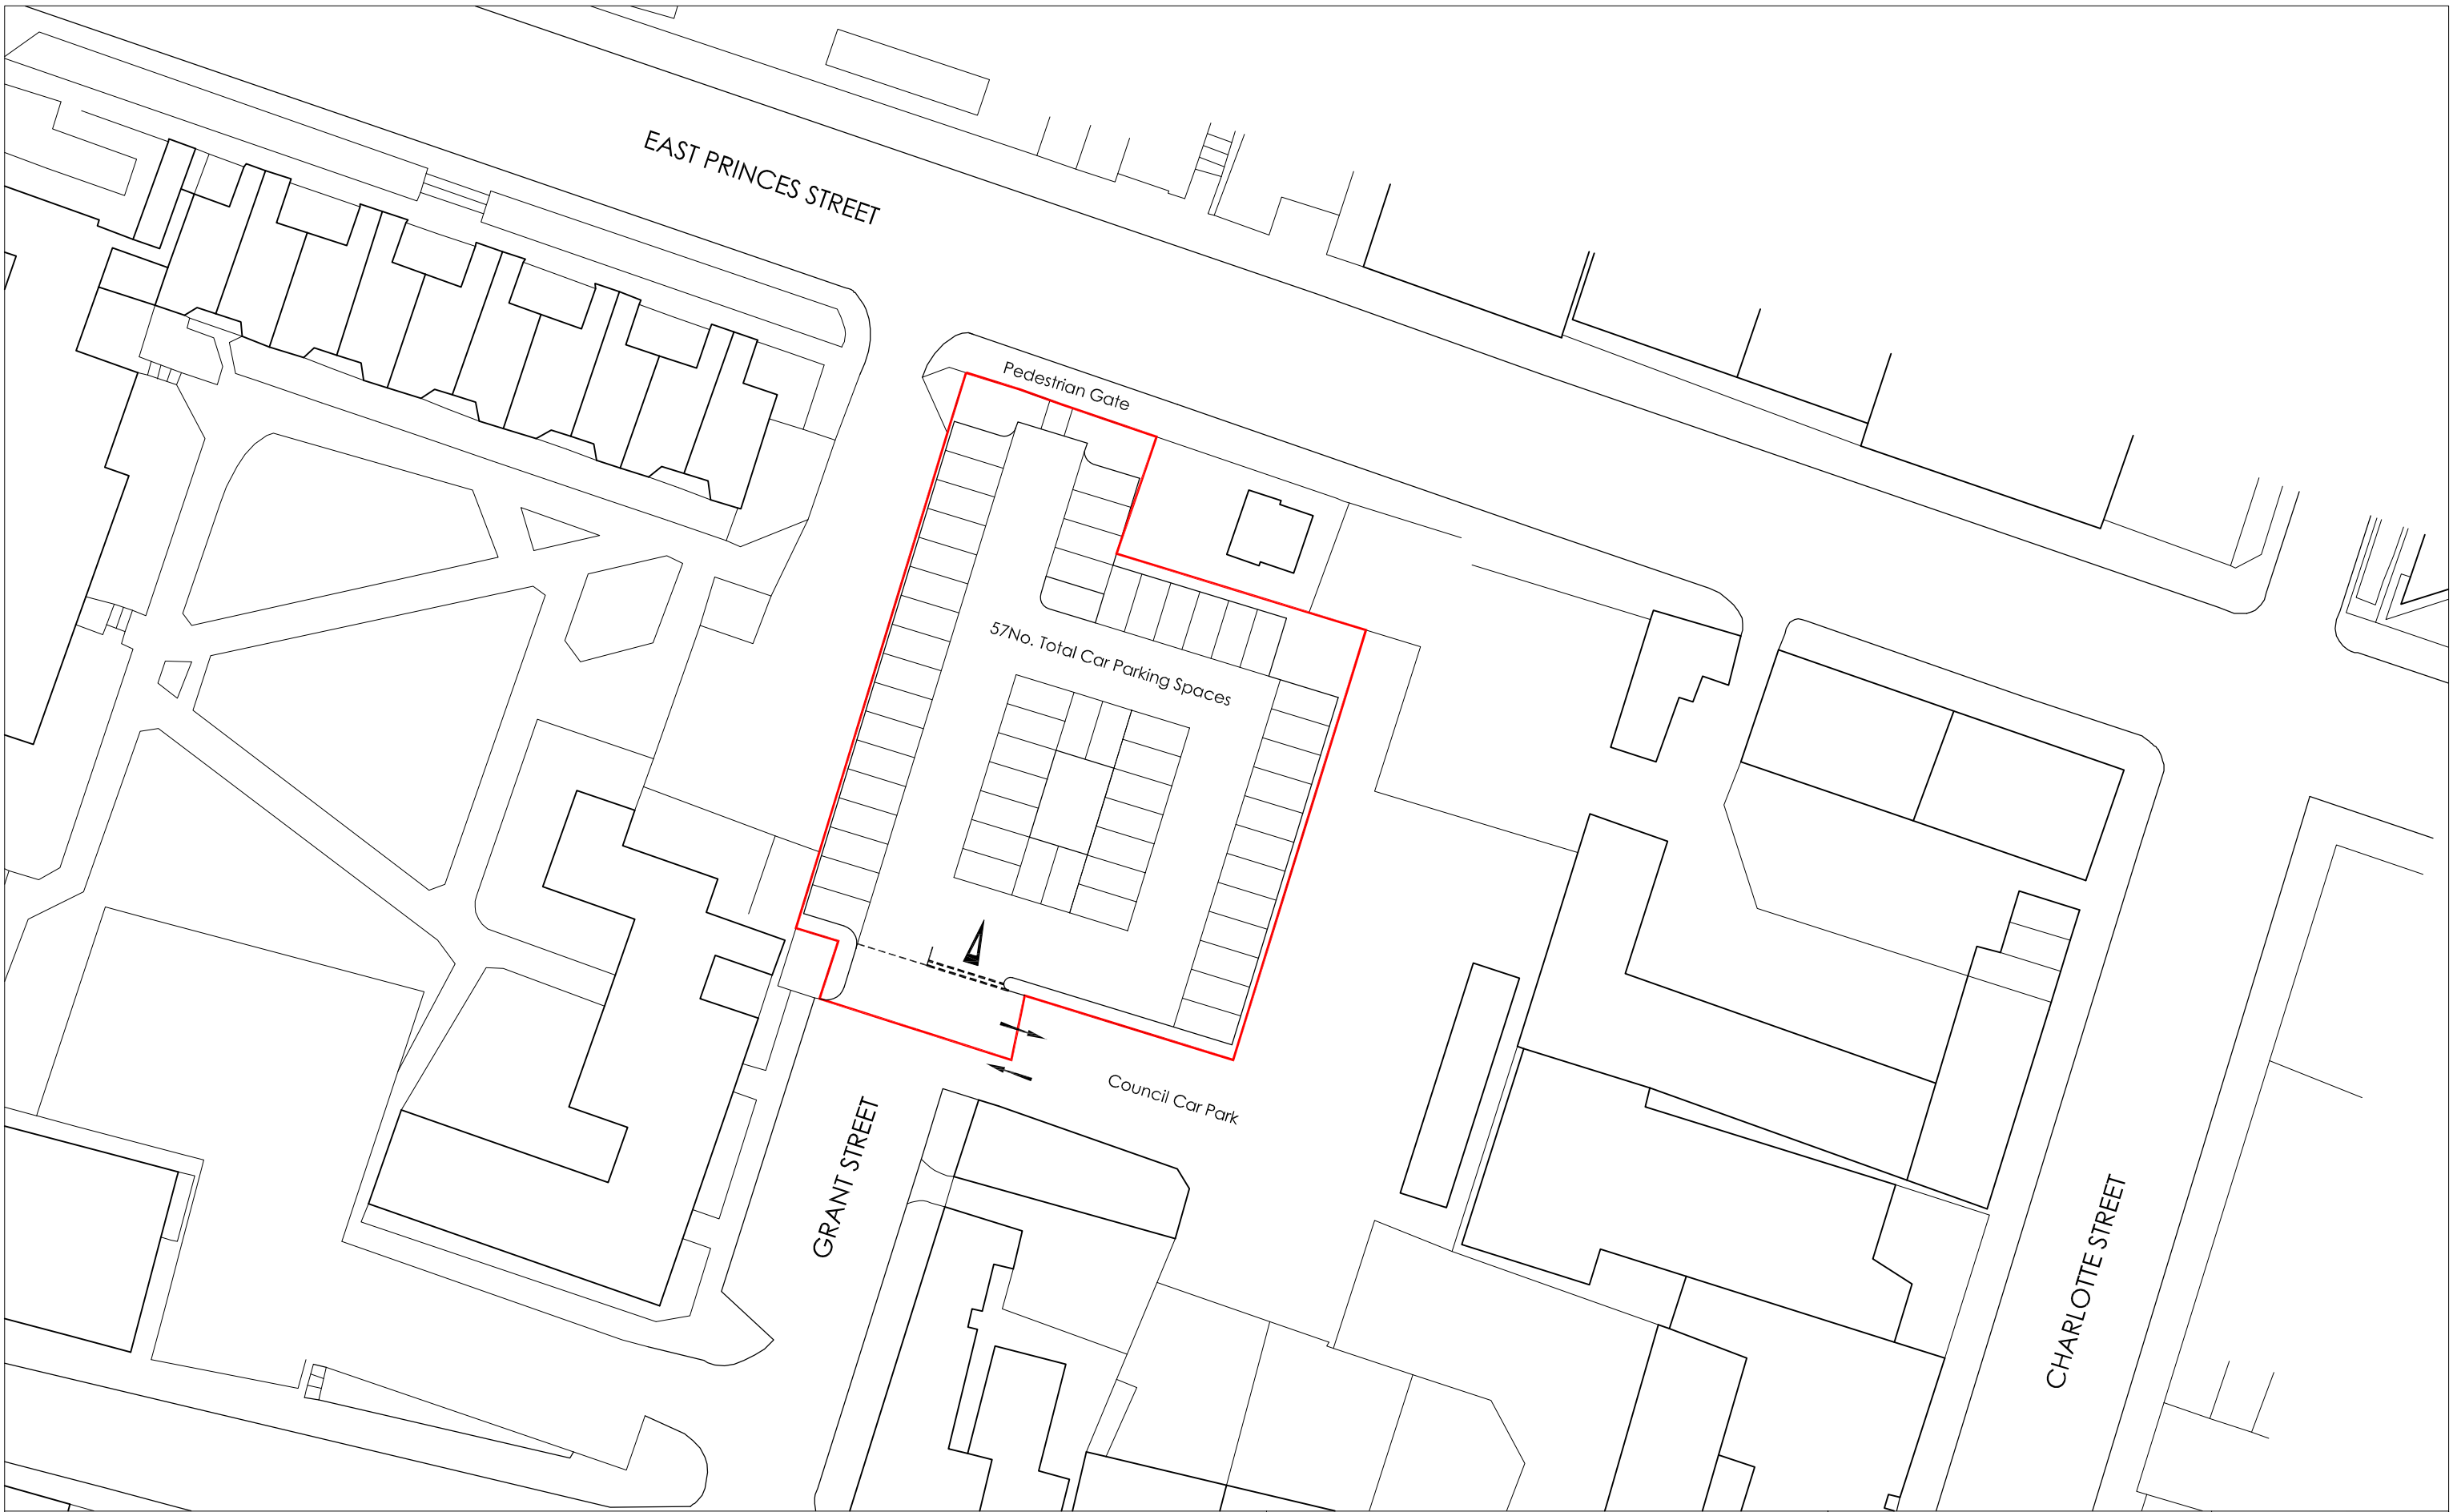 EAST PRINCES STREET
Pedestrian Gate
57No. Total Car Parking Spaces
Council Car Park
GRANT STREET
CHARLOTTE STREET